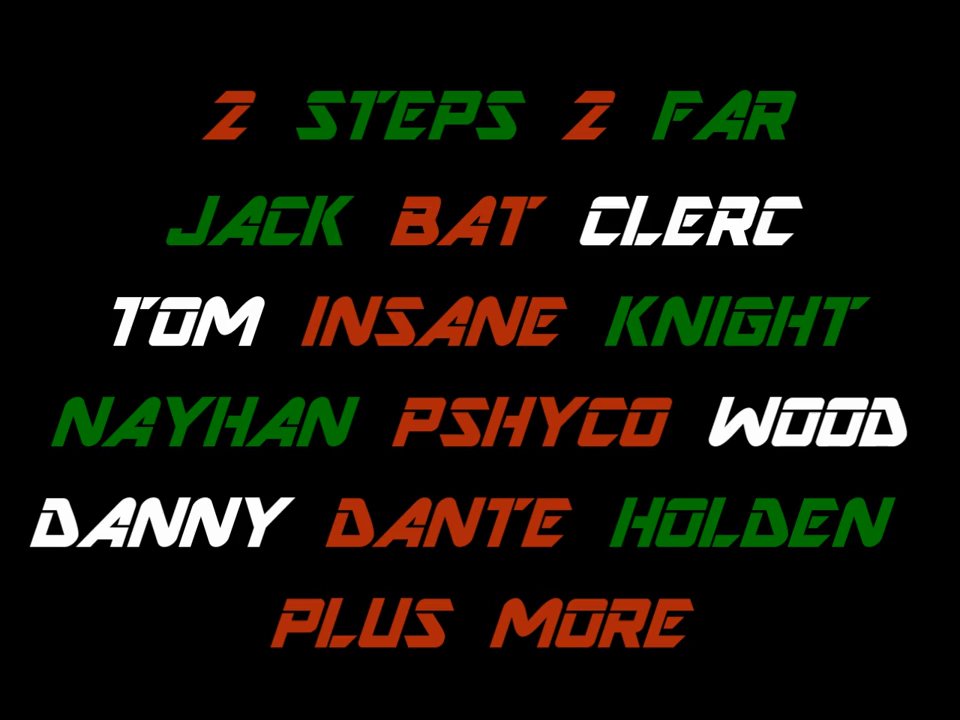 2 STEPS 2 FAR
JACK BAT CLERC
TOM INSANE KNIGHT
NAYHAN PSHYCO WOOD
DANNY DANTE HOLDEN
PLUS MORE